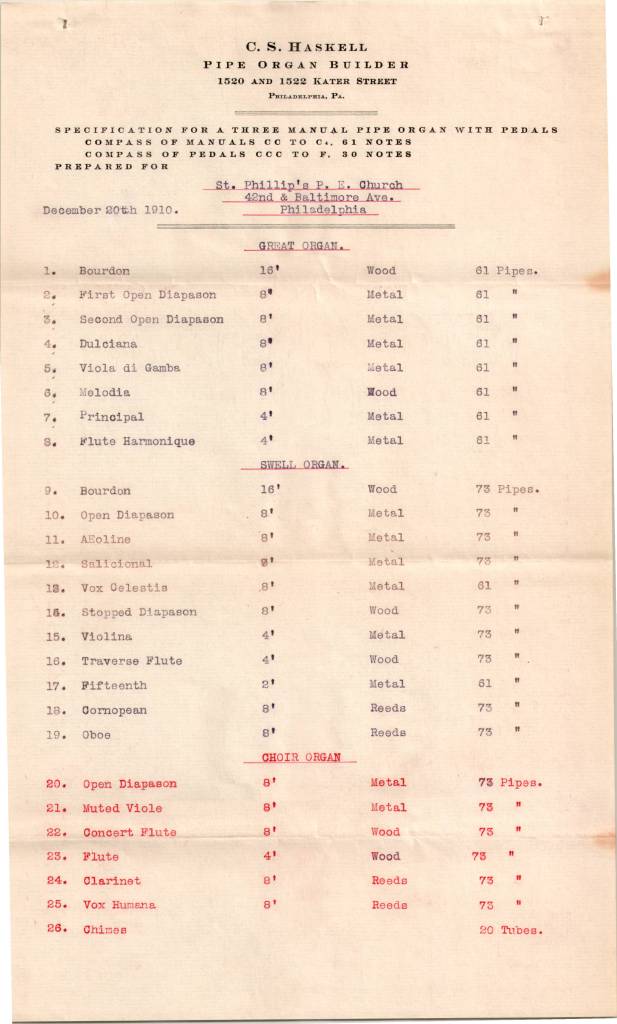 C. S. HASKELL
PIPE ORGAN BUILDER
1520 AND 1522 KATER STREET
PHILADELPHIA, PA.
SPECIFICATION FOR A THREE MANUAL PIPE ORGAN WITH PEDALS
COMPASS OF MANUALS CC TO C4, 61 NOTES
COMPASS OF PEDALS CCC TO F, 30 NOTES
PREPARED FOR
St. Phillip's P. E. Church
42nd & Baltimore Ave.
December 20th 1910. Philadelphia
GREAT ORGAN.
1. Bourdon 16' Wood 61 Pipes.
2. First Open Diapason 8' Metal 61 "
3. Second Open Diapason 8' Metal 61 "
4. Dulciana 8' Metal 61 "
5. Viola di Gamba 8' Metal 61 "
6. Melodia 8' Wood 61 "
7. Principal 4' Metal 61 "
8. Flute Harmonique 4' Metal 61 "
SWELL ORGAN.
9. Bourdon 16' Wood 73 Pipes.
10. Open Diapason 8' Metal 73 "
11. AEoline 8' Metal 73 "
12. Salicional 8' Metal 73 "
13. Vox Celestis 8' Metal 61 "
14. Stopped Diapason 8' Wood 73 "
15. Violina 4' Metal 73 "
16. Traverse Flute 4' Wood 73 "
17. Fifteenth 2' Metal 61 "
18. Cornopean 8' Reeds 73 "
19. Oboe 8' Reeds 73 "
CHOIR ORGAN
20. Open Diapason 8' Metal 73 Pipes.
21. Muted Viole 8' Metal 73 "
22. Concert Flute 8' Wood 73 "
23. Flute 4' Wood 73 "
24. Clarinet 8' Reeds 73 "
25. Vox Humana 8' Reeds 73 "
26. Chimes 20 Tubes.